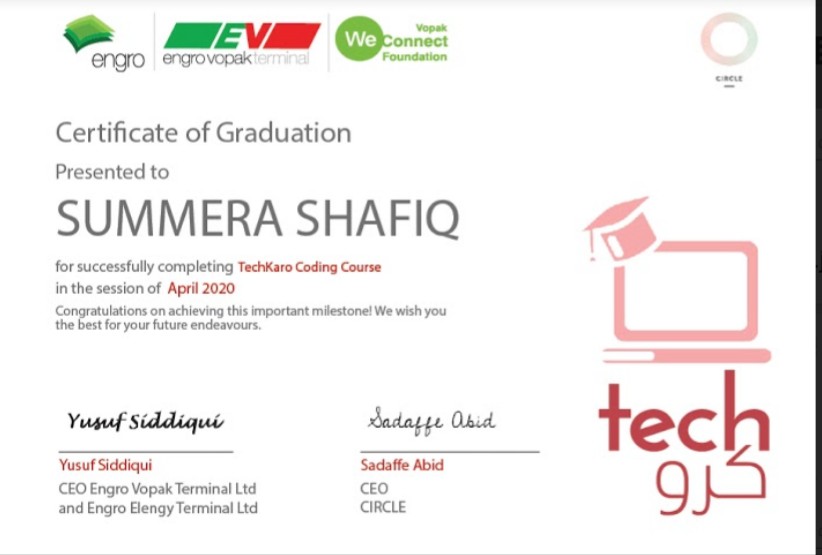 engro
EV
engrovopakterminal
We Connect
Vopak
Foundation
CIRCLE
Certificate of Graduation
Presented to
SUMMERA SHAFIQ
for successfully completing TechKaro Coding Course
in the session of April 2020
Congratulations on achieving this important milestone! We wish you
the best for your future endeavours.
Yusuf Siddiqui
Sadaffe Abid
Yusuf Siddiqui
Sadaffe Abid
CEO Engro Vopak Terminal Ltd
and Engro Elengy Terminal Ltd
CEO
CIRCLE
tech
کرو